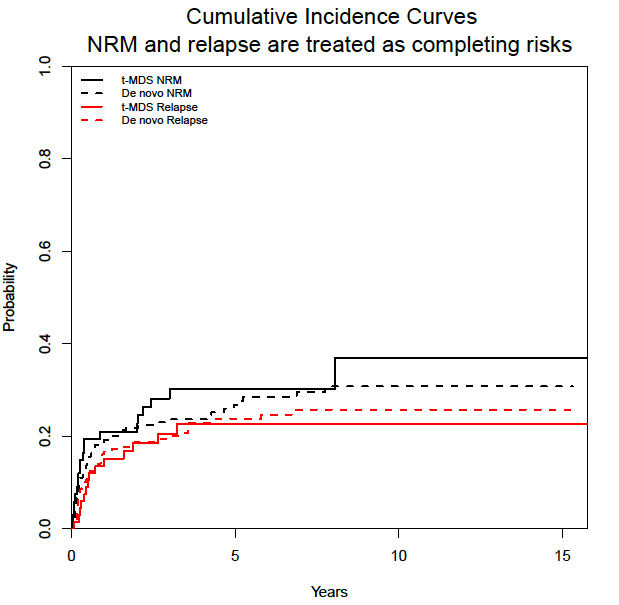 Cumulative Incidence Curves
NRM and relapse are treated as completing risks
t-MDS NRM
De novo NRM
t-MDS Relapse
De novo Relapse
Probability
1.0
0.8
0.6
0.4
0.2
0.0
0 5 10 15
Years